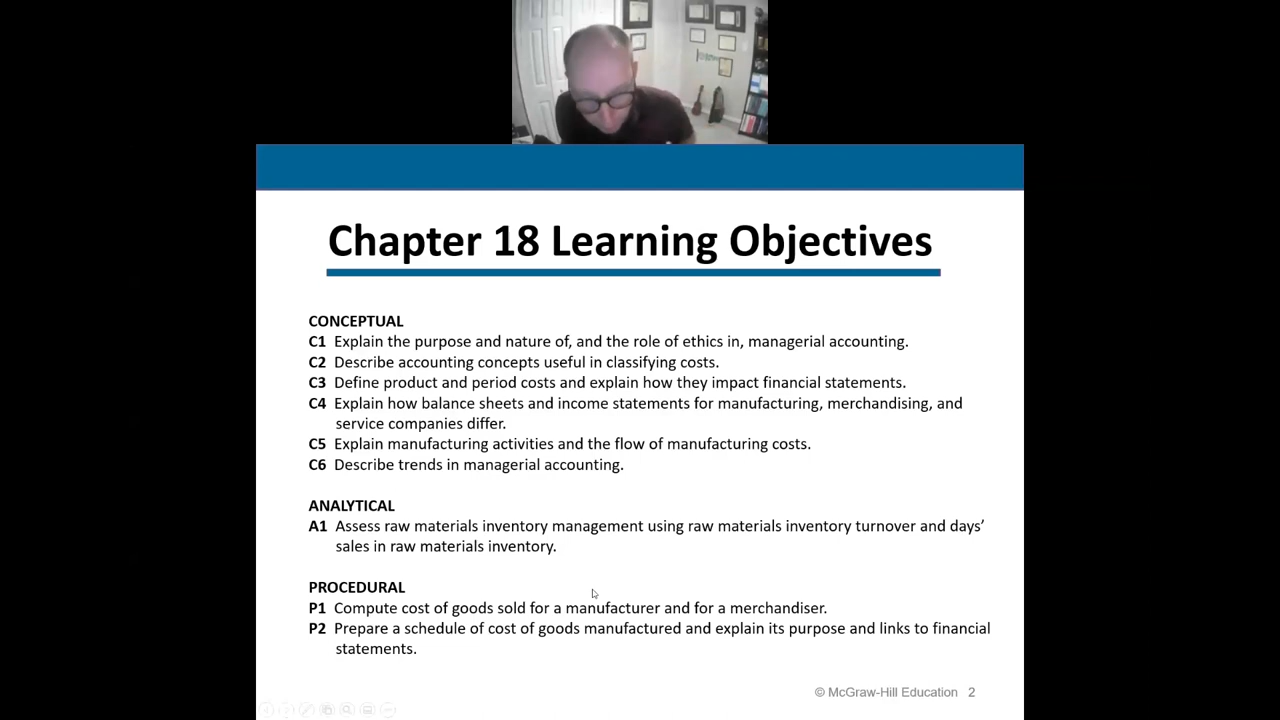 Chapter 18 Learning Objectives
CONCEPTUAL
C1 Explain the purpose and nature of, and the role of ethics in, managerial accounting.
C2 Describe accounting concepts useful in classifying costs.
C3 Define product and period costs and explain how they impact financial statements.
C4 Explain how balance sheets and income statements for manufacturing, merchandising, and
service companies differ.
C5 Explain manufacturing activities and the flow of manufacturing costs.
C6 Describe trends in managerial accounting.
ANALYTICAL
A1 Assess raw materials inventory management using raw materials inventory turnover and days’
sales in raw materials inventory.
PROCEDURAL
P1 Compute cost of goods sold for a manufacturer and for a merchandiser.
P2 Prepare a schedule of cost of goods manufactured and explain its purpose and links to financial
statements.
© McGraw-Hill Education 2